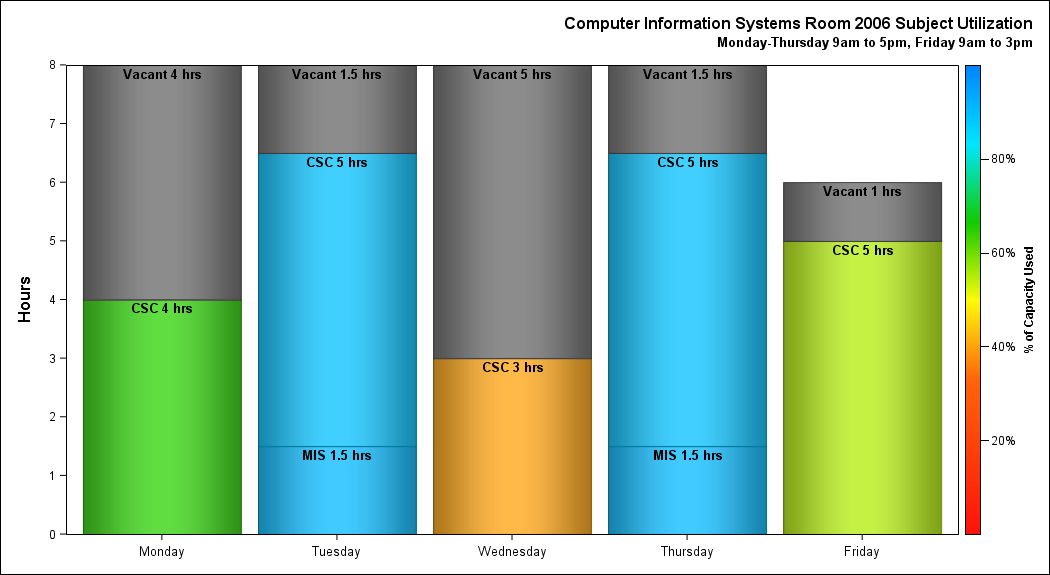 Computer Information Systems Room 2006 Subject Utilization
Monday-Thursday 9am to 5pm, Friday 9am to 3pm
Hours
8
7
6
5
4
3
2
1
0
Vacant 4 hrs
CSC 4 hrs
Vacant 1.5 hrs
CSC 5 hrs
MIS 1.5 hrs
Vacant 5 hrs
CSC 3 hrs
Vacant 1.5 hrs
CSC 5 hrs
MIS 1.5 hrs
Vacant 1 hrs
CSC 5 hrs
Monday
Tuesday
Wednesday
Thursday
Friday
80%
60%
40%
20%
% of Capacity Used